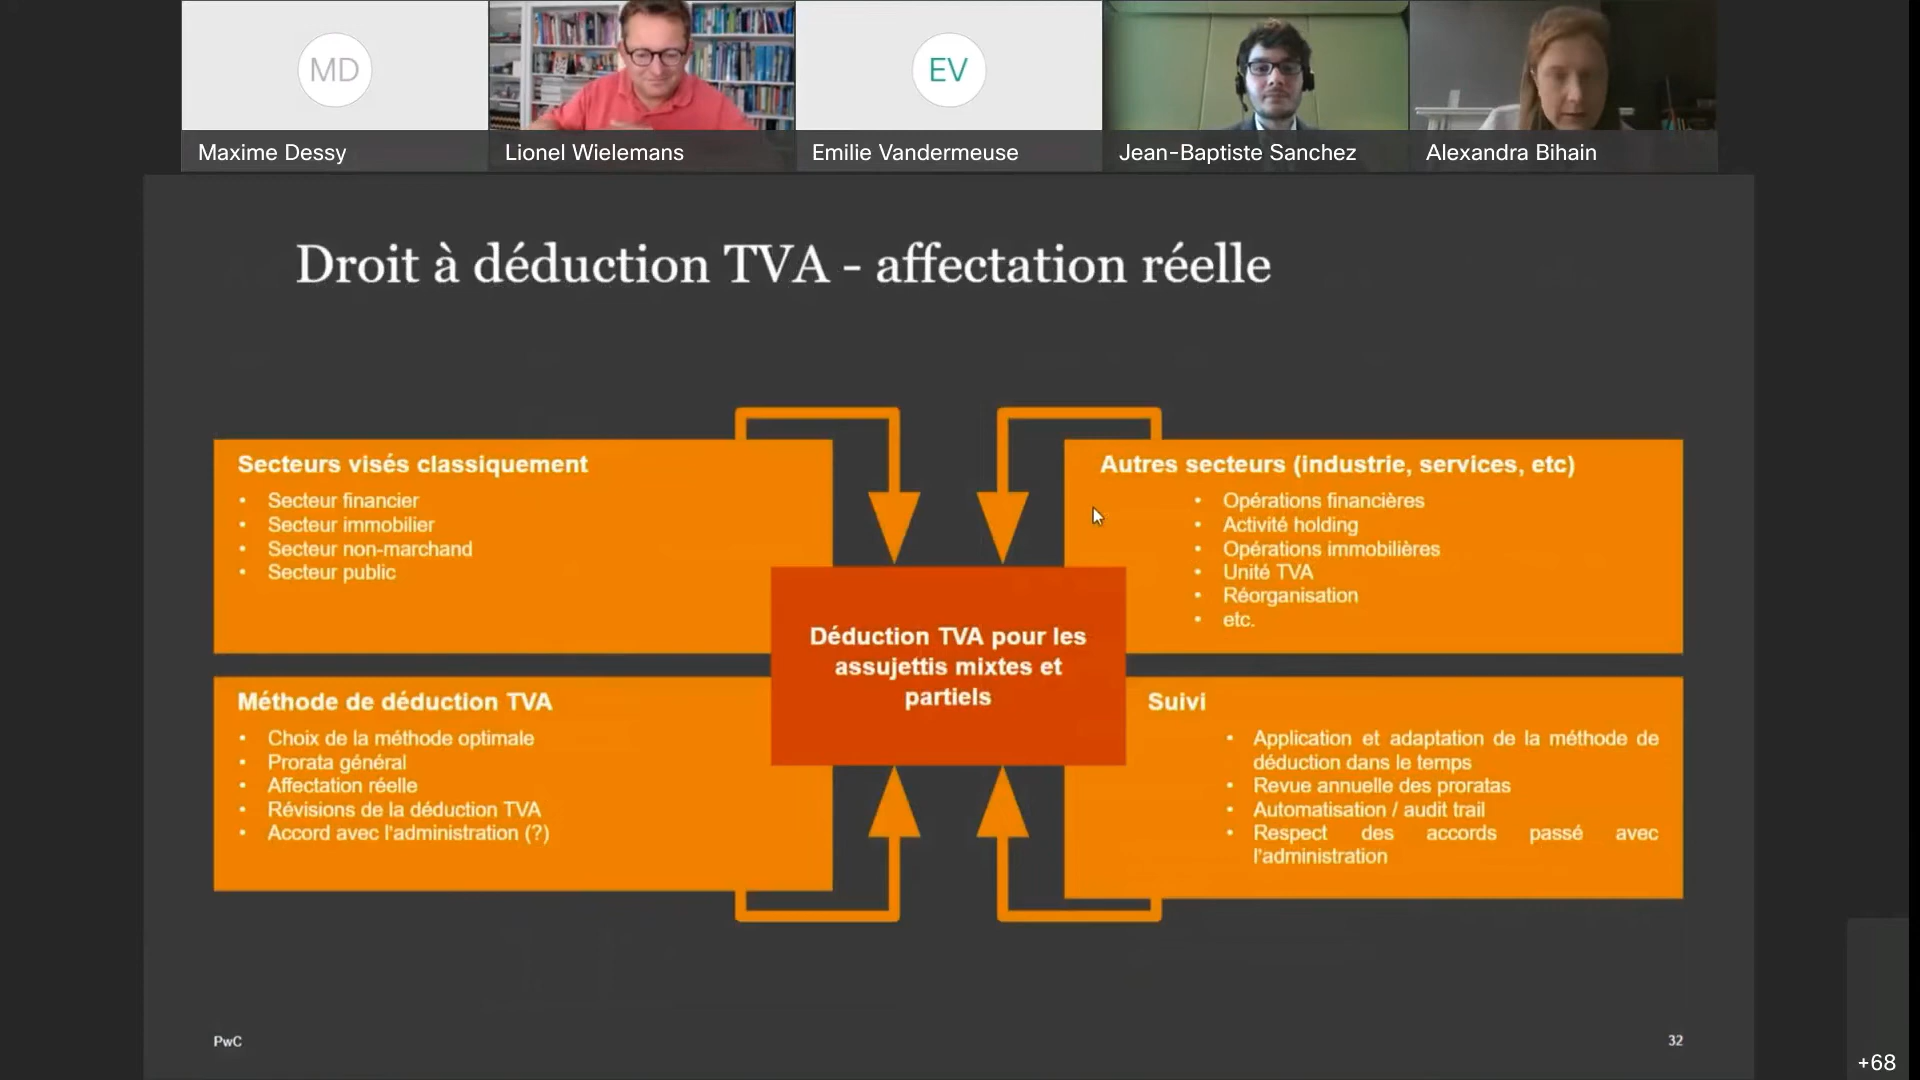 MD
EV
Maxime Dessy
Lionel Wielemans
Emilie Vandermeuse
Jean-Baptiste Sanchez
Alexandra Bihain
Droit à déduction TVA - affectation réelle
Secteurs visés classiquement
• Secteur financier
• Secteur immobilier
• Secteur non-marchand
• Secteur public
Autres secteurs (industrie, services, etc)
• Opérations financières
• Activité holding
• Opérations immobilières
• Unité TVA
• Réorganisation
• etc.
Déduction TVA pour les
assujettis mixtes et
partiels
Méthode de déduction TVA
• Choix de la méthode optimale
• Prorata général
• Affectation réelle
• Révisions de la déduction TVA
• Accord avec l'administration (?)
Suivi
• Application et adaptation de la méthode de
déduction dans le temps
• Revue annuelle des proratas
• Automatisation / audit trail
• Respect des accords passé avec
l'administration
PwC
32
+68